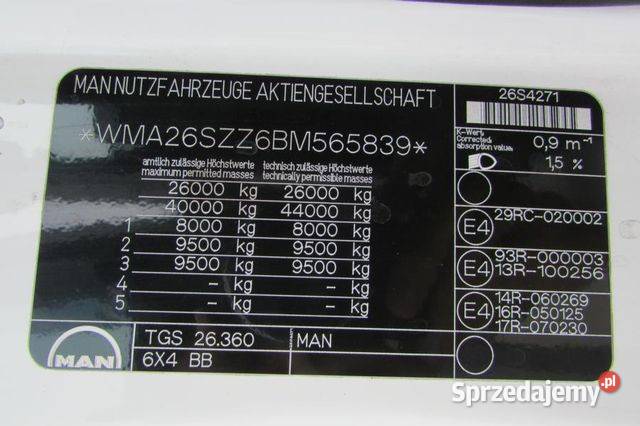 MAN NUTZFAHRZEUGE AKTIENGESELLSCHAFT
*WMA26SZZ6BM565839*
amtlich zulässige Höchstwerte technisch zulässige Höchstwerte
maximum permitted masses technically permissible masses
26000 kg 26000 kg
40000 kg 44000 kg
1 8000 kg 8000 kg
2 9500 kg 9500 kg
3 9500 kg 9500 kg
4 - kg - kg
5 - kg - kg
MAN
TGS 26.360 MAN
6X4 BB
26S4271
K-Wert
Corrected
absorption value:
0,9 m-1
1,5 %
E4 29RC-020002
E4
93R-000003
13R-100256
E4
14R-060269
16R-050125
17R-070230
Sprzedajemy.pl